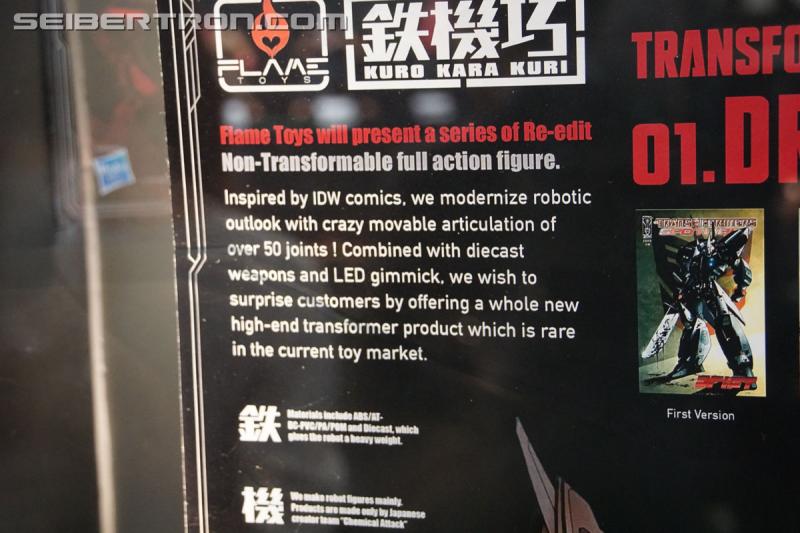 SEIBERTRON.COM
FLAME
TOYS
鉄機巧
KURO KARA KURI
TRANSFO
01.DR
Flame Toys will present a series of Re-edit
Non-Transformable full action figure.
Inspired by IDW comics, we modernize robotic
outlook with crazy movable articulation of
over 50 joints ! Combined with diecast
weapons and LED gimmick, we wish to
surprise customers by offering a whole new
high-end transformer product which is rare
in the current toy market.
IDW
DRIFT
First Version
鉄
Materials include ABS/AT-
BC-PVC/PA/POM and Diecast, which
gives the robot a heavy weight.
機
We make robot figures mainly.
Products are made only by Japanese
creator team "Chemical Attack"